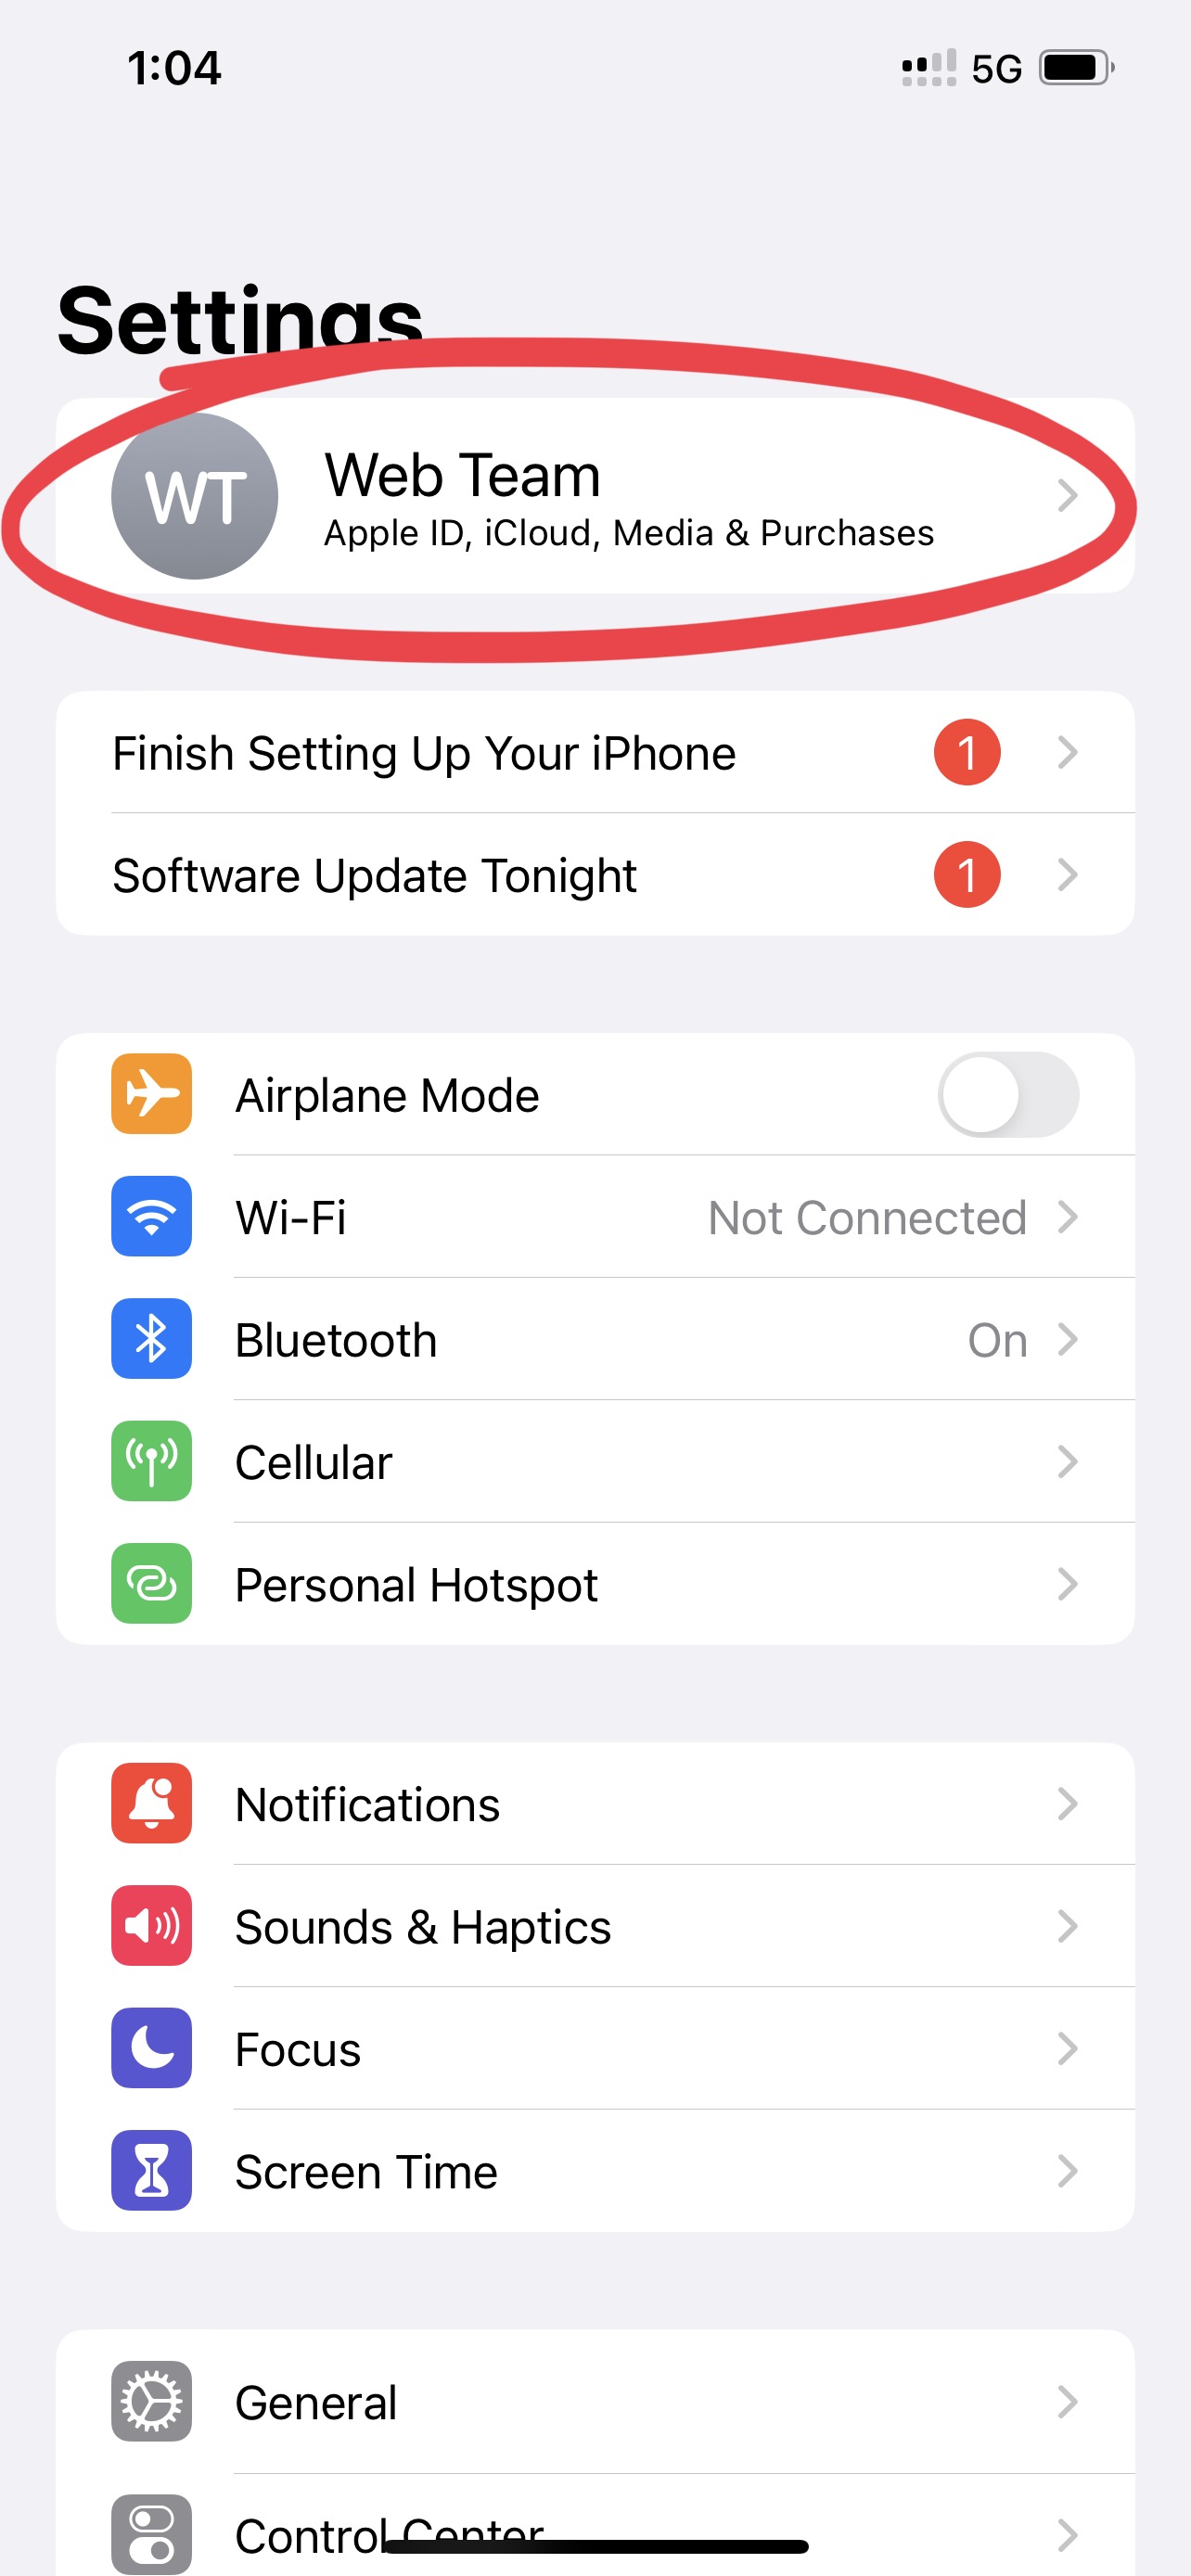 1:04 5G
Settings
WT
Web Team
Apple ID, iCloud, Media & Purchases
Finish Setting Up Your iPhone 1
Software Update Tonight 1
Airplane Mode
Wi-Fi Not Connected
Bluetooth On
Cellular
Personal Hotspot
Notifications
Sounds & Haptics
Focus
Screen Time
General
Control Center